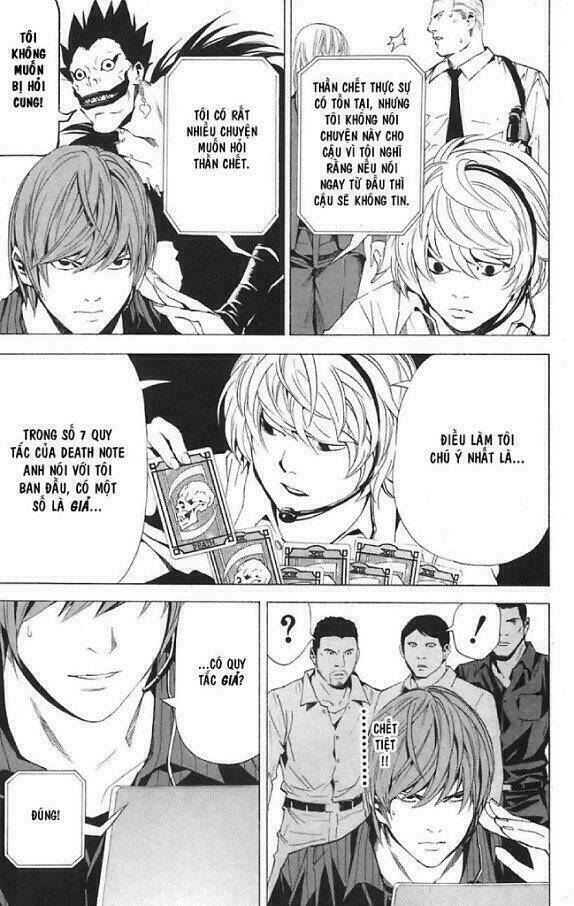 THẦN CHẾT THỰC SỰ
CÓ TỒN TẠI, NHƯNG
TÔI KHÔNG NÓI
CHUYỆN NÀY CHO
CẬU VÌ TÔI NGHĨ
RẰNG NẾU NÓI
NGAY TỪ ĐẦU THÌ
CẬU SẼ KHÔNG TIN.
TÔI CÓ RẤT
NHIỀU CHUYỆN
MUỐN HỎI
THẦN CHẾT.
TÔI
KHÔNG
MUỐN
BỊ HỎI
CUNG!
ĐIỀU LÀM TÔI
CHÚ Ý NHẤT LÀ...
TRONG SỐ 7 QUY
TẮC CỦA DEATH NOTE
ANH NÓI VỚI TÔI
BAN ĐẦU, CÓ MỘT
SỐ LÀ GIẢ...
DEATH
XIII
XIII
!
?
CHẾT
TIỆT
!!
...CÓ QUY
TẮC GIẢ?
ĐÚNG!